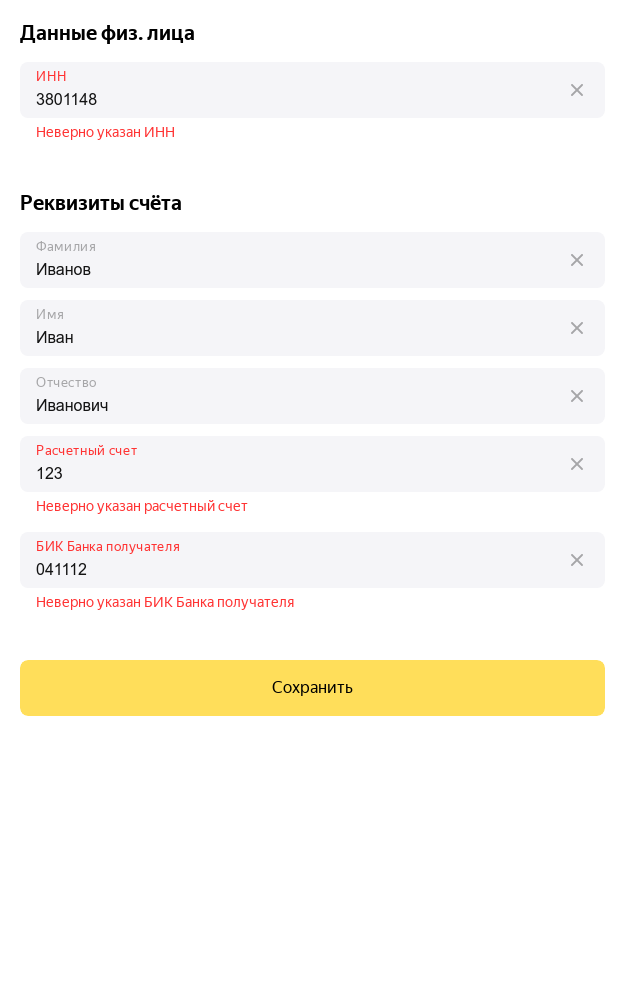 Данные физ. лица
ИНН
3801148
Неверно указан ИНН
Реквизиты счёта
Фамилия
Иванов
Имя
Иван
Отчество
Иванович
Расчетный счет
123
Неверно указан расчетный счет
БИК Банка получателя
041112
Неверно указан БИК Банка получателя
Сохранить